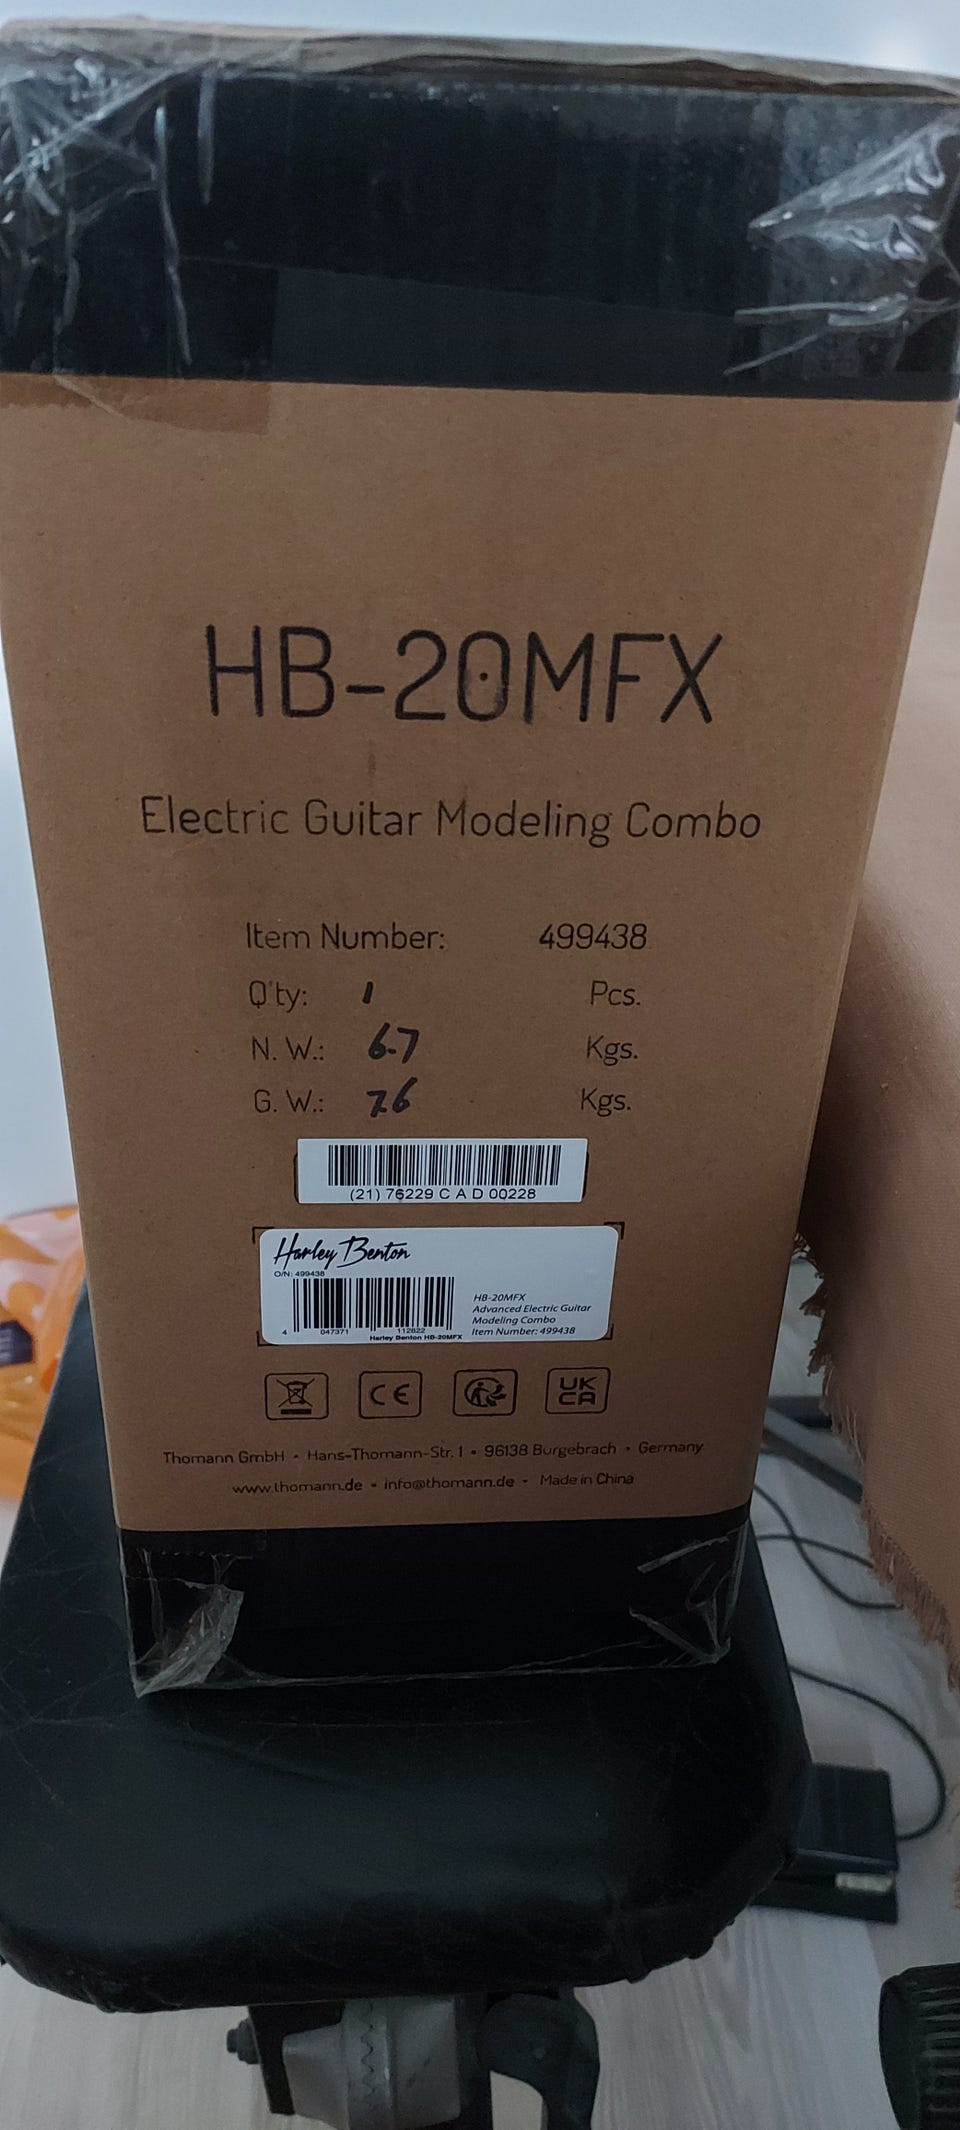 HB-20MFX
Electric Guitar Modeling Combo
Item Number: 499438
Q'ty: 1 Pcs.
N. W.: 6.7 Kgs.
G. W.: 7.6 Kgs.
(21) 76229 C A D 00228
Harley Benton
O/N: 499438
4 047371 112822
Harley Benton HB-20MFX
HB-20MFX
Advanced Electric Guitar
Modeling Combo
Item Number: 499438
CE
UK
CA
Thomann GmbH • Hans-Thomann-Str. 1 • 96138 Burgebrach • Germany
www.thomann.de • info@thomann.de • Made in China